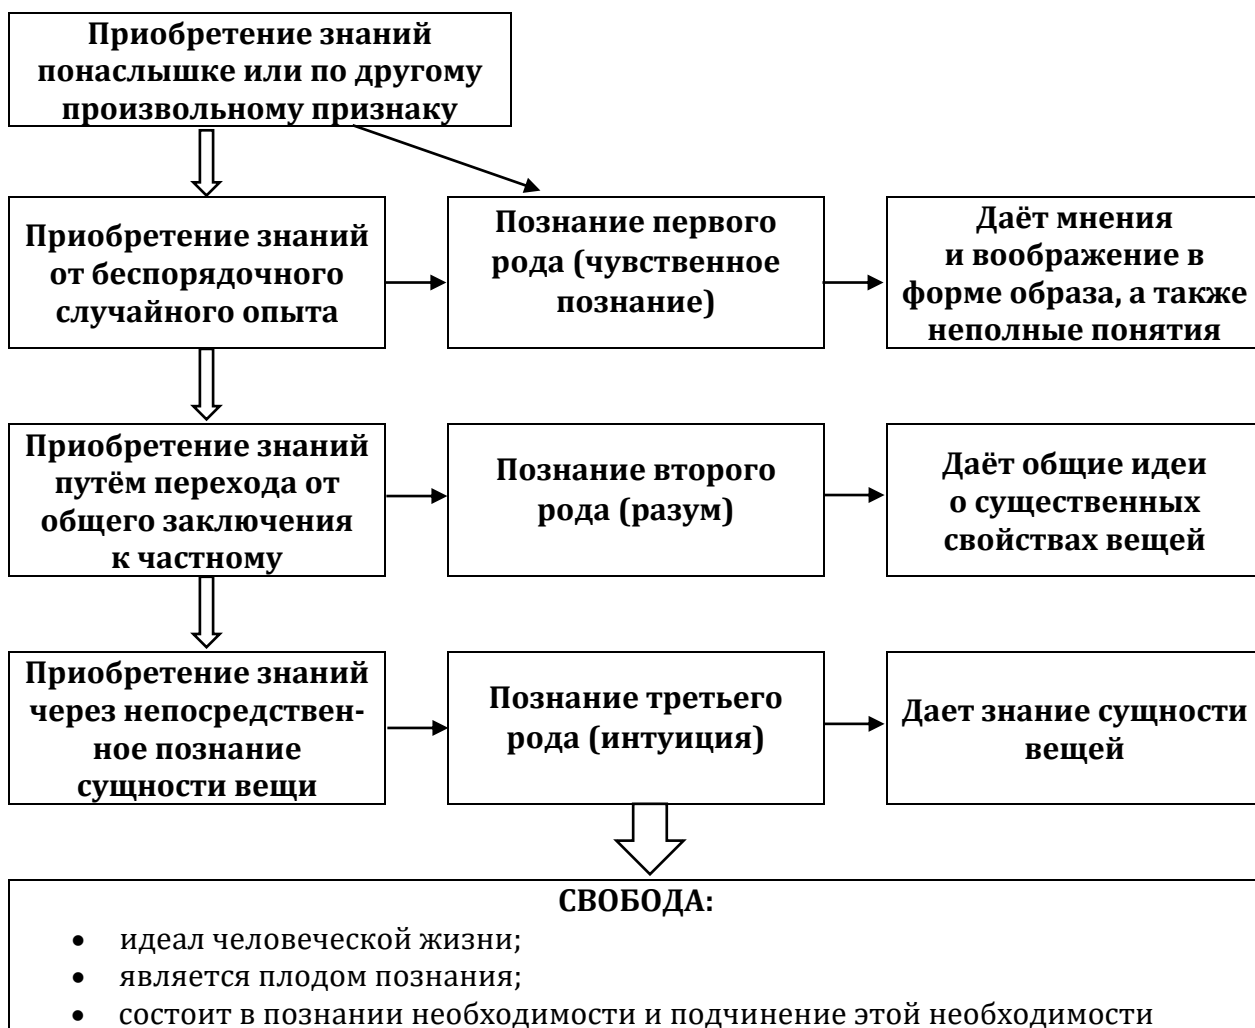 Приобретение знаний
понаслышке или по другому
произвольному признаку
Приобретение знаний
от беспорядочного
случайного опыта
Познание первого
рода (чувственное
познание)
Даёт мнения
и воображение в
форме образа, а также
неполные понятия
Приобретение знаний
путём перехода от
общего заключения
к частному
Познание второго
рода (разум)
Даёт общие идеи
о существенных
свойствах вещей
Приобретение знаний
через непосредствен-
ное познание
сущности вещи
Познание третьего
рода (интуиция)
Дает знание сущности
вещей
СВОБОДА:
• идеал человеческой жизни;
• является плодом познания;
• состоит в познании необходимости и подчинение этой необходимости